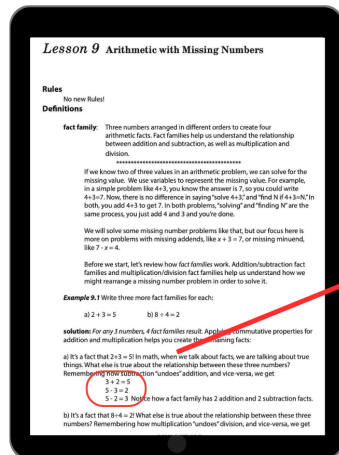 Lesson 9 Arithmetic with Missing Numbers
Rules
No new Rules!
Definitions
fact family: Three numbers arranged in different orders to create four
arithmetic facts. Fact families help us understand the relationship
between addition and subtraction, as well as multiplication and
division.
******************************************
If we know two of three values in an arithmetic problem, we can solve for the
missing value. We use variables to represent the missing value. For example,
in a simple problem like 4+3, you know the answer is 7, so you could write
4+3=7. Now, there is no difference in saying "solve 4+3," and "find N if 4+3=N." In
both, you add 4+3 to get 7. In both problems, "solving" and "finding N" are the
same process, you just add 4 and 3 and you're done.
We will solve some missing number problems like that, but our focus here is
more on problems with missing addends, like x + 3 = 7, or missing minuend,
like 7 - x = 4.
Before we start, let's review how fact families work. Addition/subtraction fact
families and multiplication/division fact families help us understand how we
might rearrange a missing number problem in order to solve it.
Example 9.1 Write three more fact families for each:
a) 2 + 3 = 5 b) 8 ÷ 4 = 2
solution: For any 3 numbers, 4 fact families result. Applying commutative properties for
addition and multiplication helps you create the remaining facts:
a) It's a fact that 2+3 = 5! In math, when we talk about facts, we are talking about true
things. What else is true about the relationship between these three numbers?
Remembering how subtraction "undoes" addition, and vice-versa, we get
3 + 2 = 5
5 - 3 = 2
5 - 2 = 3 Notice how a fact family has 2 addition and 2 subtraction facts.
b) It's a fact that 8÷4 = 2! What else is true about the relationship between these three
numbers? Remembering how multiplication "undoes" division, and vice-versa, we get